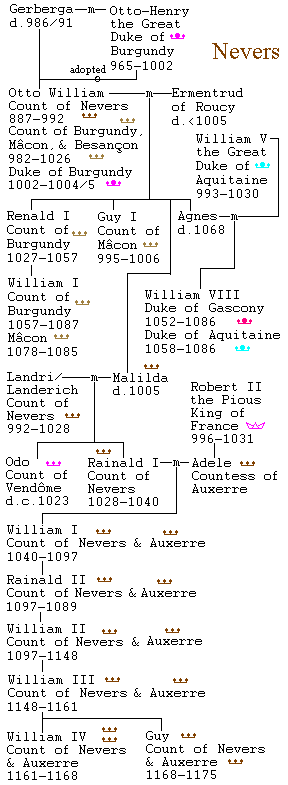 Gerberga — m — Otto-Henry
d.986/91
the Great
Duke of
Burgundy
965-1002
Nevers
adopted
Otto William — m — Ermentrud
Count of Nevers
887-992
Count of Burgundy,
Mâcon, & Besançon
982-1026
Duke of Burgundy
1002-1004/5
of Roucy
d.<1005
William V
the Great
Duke of
Aquitaine
993-1030
Renald I
Count of
Burgundy
1027-1057
Guy I
Count of
Mâcon
995-1006
Agnes — m
d.1068
William I
Count of
Burgundy
1057-1087
Mâcon
1078-1085
William VIII
Duke of Gascony
1052-1086
Duke of Aquitaine
1058-1086
Landri/ — m — Malilda
Landerich
Count of
Nevers
992-1028
d.1005
Robert II
the Pious
King of
France
996-1031
Odo
Count of
Vendôme
d.c.1023
Rainald I — m — Adele
Count of
Nevers
1028-1040
Countess of
Auxerre
William I
Count of Nevers & Auxerre
1040-1097
Rainald II
Count of Nevers & Auxerre
1097-1089
William II
Count of Nevers & Auxerre
1097-1148
William III
Count of Nevers & Auxerre
1148-1161
William IV
Count of Nevers
& Auxerre
1161-1168
Guy
Count of Nevers
& Auxerre
1168-1175